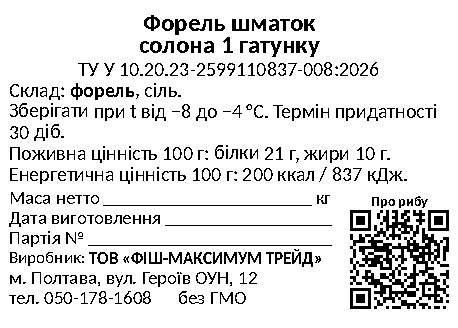 Форель шматок
солона 1 гатунку
ТУ У 10.20.23-2599110837-008:2026
Склад: форель, сіль.
Зберігати при t від −8 до −4 °С. Термін придатності
30 діб.
Поживна цінність 100 г: білки 21 г, жири 10 г.
Енергетична цінність 100 г: 200 ккал / 837 кДж.
Маса нетто ____________________ кг
Дата виготовлення ________________
Партія № ________________________
Про рибу
Виробник: ТОВ «ФІШ-МАКСИМУМ ТРЕЙД»
м. Полтава, вул. Героїв ОУН, 12
тел. 050-178-1608 без ГМО